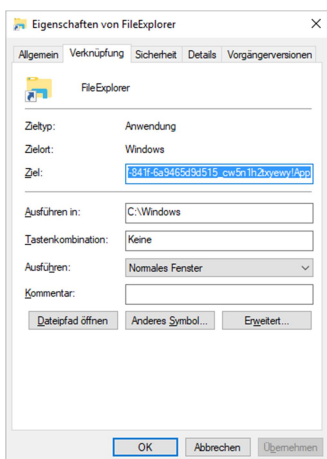 Eigenschaften von FileExplorer
Allgemein Verknüpfung Sicherheit Details Vorgängerversionen
FileExplorer
Zieltyp: Anwendung
Zielort: Windows
Ziel: -841f-6a9465d9d515_cw5n1h2txyewy!App
Ausführen in: C:\Windows
Tastenkombination: Keine
Ausführen: Normales Fenster
Kommentar:
Dateipfad öffnen Anderes Symbol... Erweitert...
OK Abbrechen Übernehmen